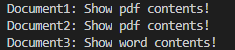 Document1: Show pdf contents!
Document2: Show pdf contents!
Document3: Show word contents!